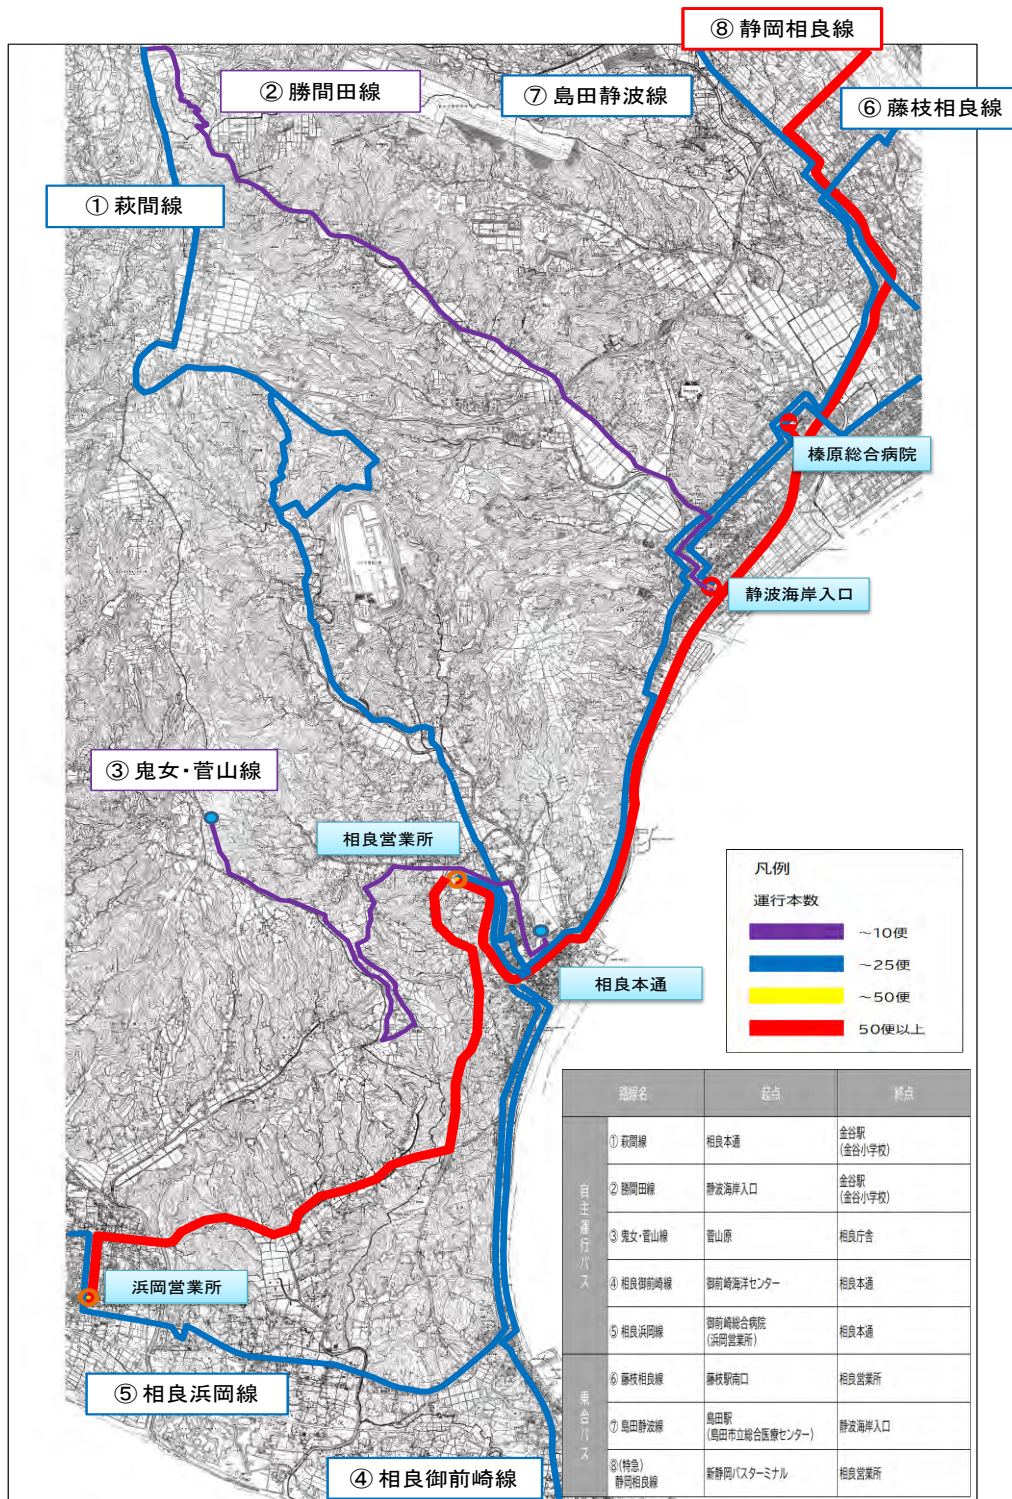 ⑧ 静岡相良線
② 勝間田線
⑦ 島田静波線
⑥ 藤枝相良線
① 萩間線
榛原総合病院
静波海岸入口
③ 鬼女・菅山線
相良営業所
相良本通
凡例
運行本数
～10便
～25便
～50便
50便以上
浜岡営業所
⑤ 相良浜岡線
④ 相良御前崎線
路線名 起点 終点
自主運行バス
① 萩間線 相良本通 金谷駅
(金谷小学校)
② 勝間田線 静波海岸入口 金谷駅
(金谷小学校)
③ 鬼女・菅山線 菅山原 相良庁舎
④ 相良御前崎線 御前崎海洋センター 相良本通
⑤ 相良浜岡線 御前崎総合病院
(浜岡営業所) 相良本通
乗合バス
⑥ 藤枝相良線 藤枝駅南口 相良営業所
⑦ 島田静波線 島田駅
(島田市立総合医療センター) 静波海岸入口
⑧(特急)
静岡相良線 新静岡バスターミナル 相良営業所